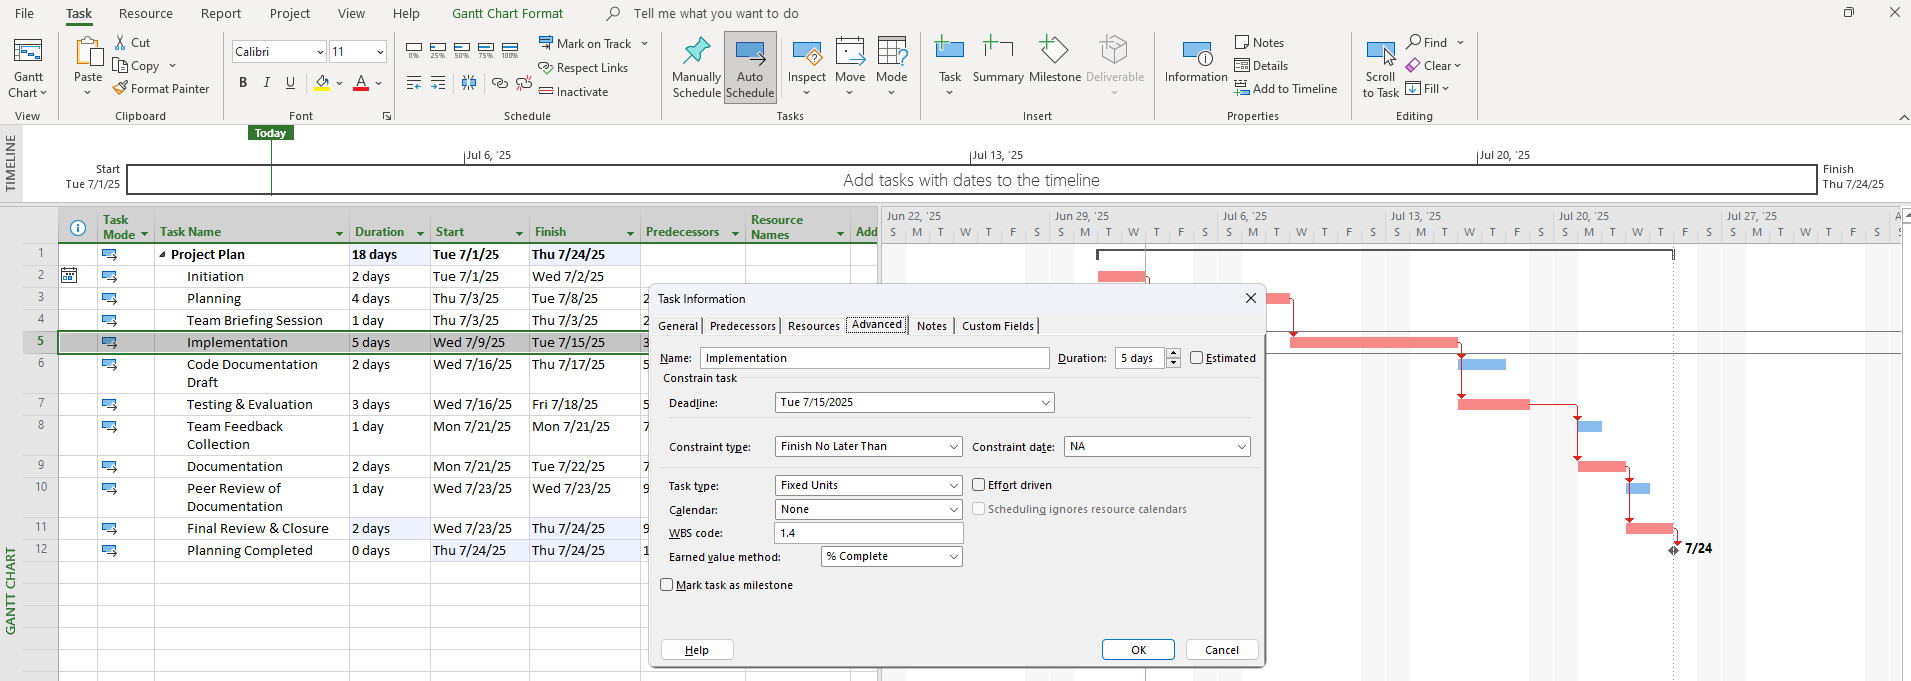 File Task Resource Report Project View Help Gantt Chart Format Tell me what you want to do
Gantt Chart
View
Paste
Cut
Copy
Format Painter
Clipboard
Calibri 11
B I U A
Font
0% 25% 50% 75% 100%
Mark on Track
Respect Links
Inactivate
Schedule
Manually Schedule
Auto Schedule
Inspect
Move
Mode
Tasks
Task
Summary
Milestone
Deliverable
Insert
Information
Notes
Details
Add to Timeline
Properties
Scroll to Task
Find
Clear
Fill
Editing
TIMELINE
Today
Jul 6, '25 Jul 13, '25 Jul 20, '25
Start
Tue 7/1/25
Add tasks with dates to the timeline
Finish
Thu 7/24/25
GANTT CHART
Task Mode Task Name Duration Start Finish Predecessors Resource Names Add
1 Project Plan 18 days Tue 7/1/25 Thu 7/24/25
2 Initiation 2 days Tue 7/1/25 Wed 7/2/25
3 Planning 4 days Thu 7/3/25 Tue 7/8/25 2
4 Team Briefing Session 1 day Thu 7/3/25 Thu 7/3/25 2
5 Implementation 5 days Wed 7/9/25 Tue 7/15/25 3
6 Code Documentation Draft 2 days Wed 7/16/25 Thu 7/17/25 5
7 Testing & Evaluation 3 days Wed 7/16/25 Fri 7/18/25 5
8 Team Feedback Collection 1 day Mon 7/21/25 Mon 7/21/25 7
9 Documentation 2 days Mon 7/21/25 Tue 7/22/25 7
10 Peer Review of Documentation 1 day Wed 7/23/25 Wed 7/23/25 9
11 Final Review & Closure 2 days Wed 7/23/25 Thu 7/24/25 9
12 Planning Completed 0 days Thu 7/24/25 Thu 7/24/25 1
Jun 22, '25 Jun 29, '25 Jul 6, '25 Jul 13, '25 Jul 20, '25 Jul 27, '25 A
S T T S M W F S T T S M W F S T T S M W F S T T S M W F S T T S M W F S T T S M W F S
7/24
Task Information
General Predecessors Resources Advanced Notes Custom Fields
Name: Implementation Duration: 5 days Estimated
Constrain task
Deadline: Tue 7/15/2025
Constraint type: Finish No Later Than Constraint date: NA
Task type: Fixed Units Effort driven
Calendar: None Scheduling ignores resource calendars
WBS code: 1.4
Earned value method: % Complete
Mark task as milestone
Help OK Cancel